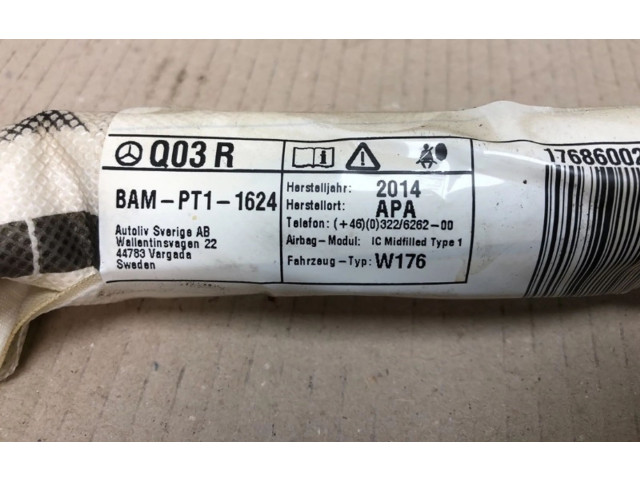 Q03 R
BAM-PT1-1624
Autoliv Sverige AB
Wallentinsvagen 22
44783 Vargada
Sweden
Herstelljahr: 2014
Herstellort: APA
Telefon: (+46)(0)322/6262-00
Airbag-Modul: IC Midfilled Type 1
Fahrzeug-Typ: W176
17686002